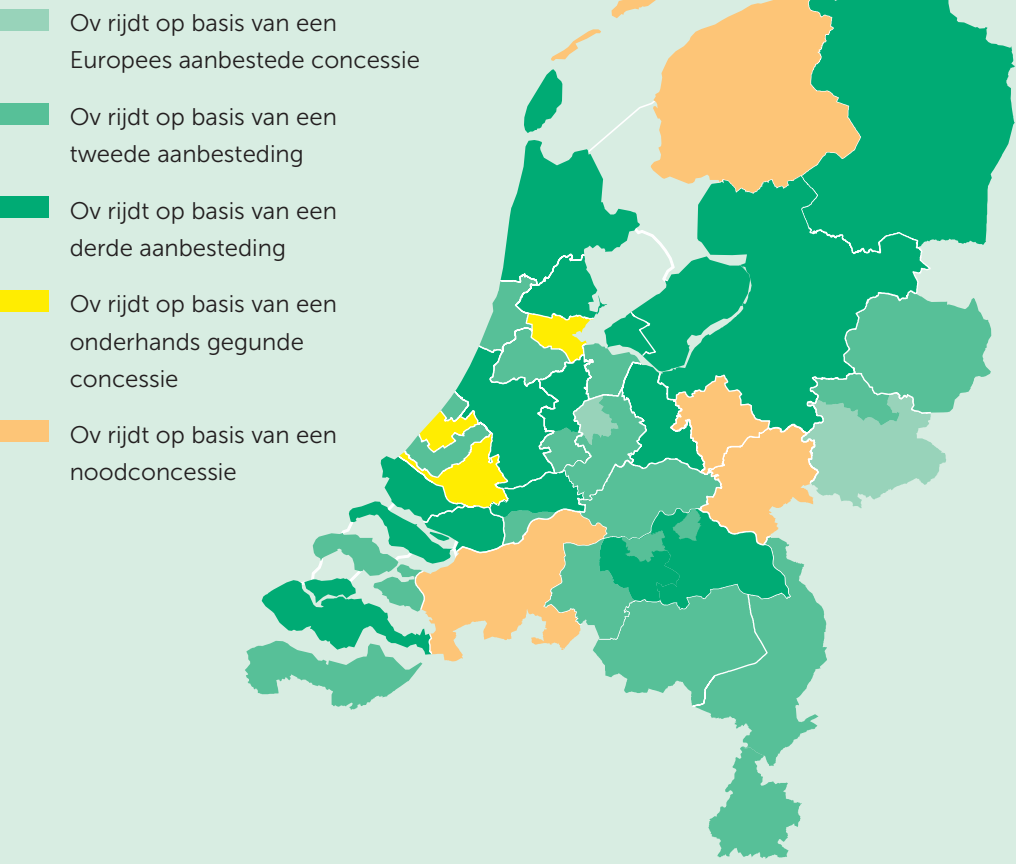 Ov rijdt op basis van een
Europees aanbestede concessie
Ov rijdt op basis van een
tweede aanbesteding
Ov rijdt op basis van een
derde aanbesteding
Ov rijdt op basis van een
onderhands gegunde
concessie
Ov rijdt op basis van een
noodconcessie